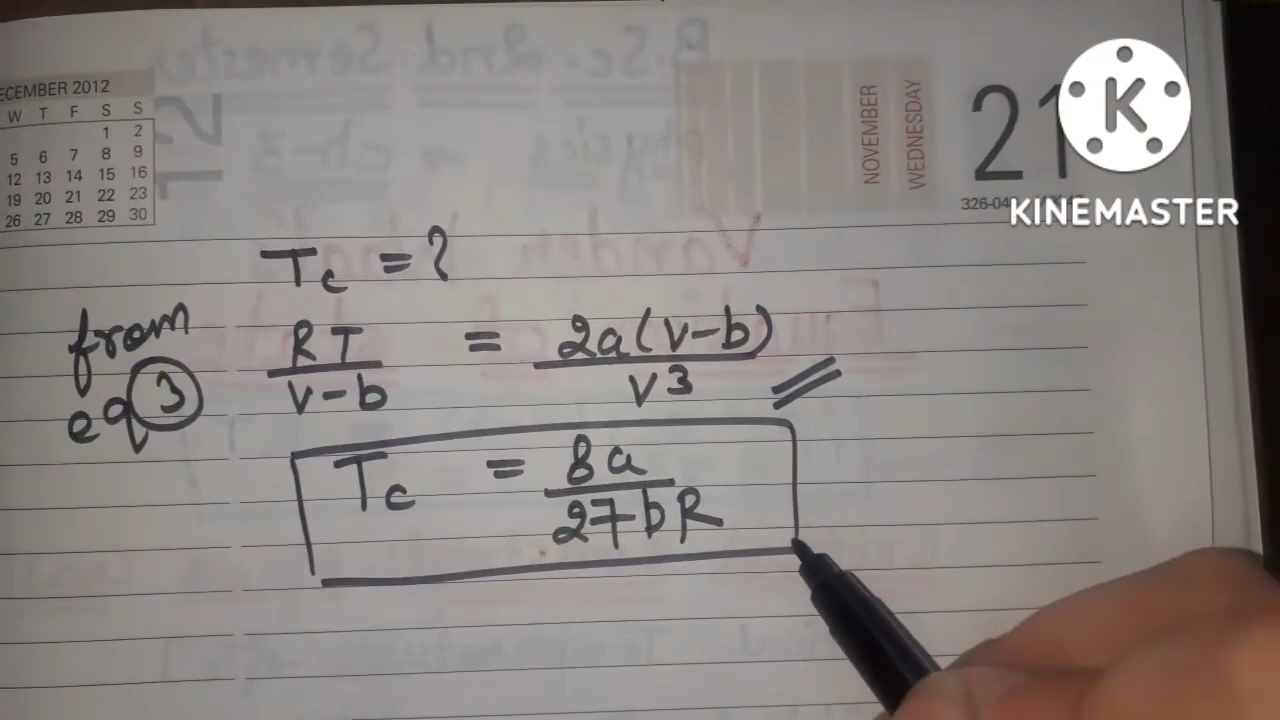 ECEMBER 2012
W T F S S
1 2
5 6 7 8 9
12 13 14 15 16
19 20 21 22 23
26 27 28 29 30
NOVEMBER
WEDNESDAY
21
326-04
KINEMASTER
Tc = ?
from eq (3) RT/(v-b) = 2a(v-b)/v³
Tc = 8a/27bR